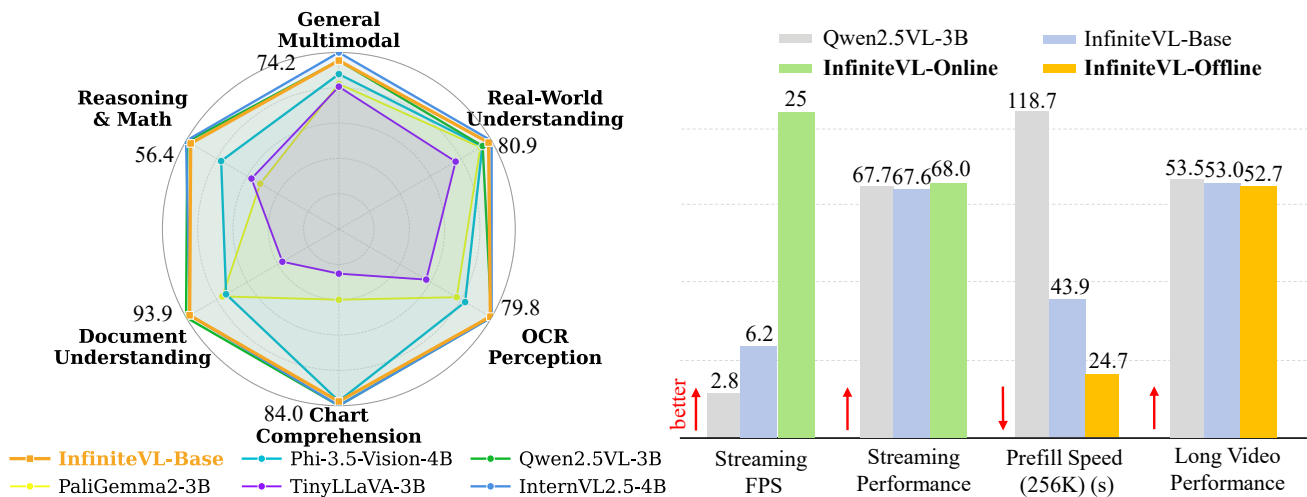 General
Multimodal
74.2
Reasoning
& Math
56.4
Real-World
Understanding
80.9
93.9
Document
Understanding
79.8
OCR
Perception
84.0
Chart
Comprehension
InfiniteVL-Base
Phi-3.5-Vision-4B
Qwen2.5VL-3B
PaliGemma2-3B
TinyLLaVA-3B
InternVL2.5-4B
Qwen2.5VL-3B
InfiniteVL-Base
InfiniteVL-Online
InfiniteVL-Offline
better
2.8
6.2
25
67.7
67.6
68.0
118.7
43.9
24.7
53.5
53.0
52.7
Streaming
FPS
Streaming
Performance
Prefill Speed
(256K) (s)
Long Video
Performance